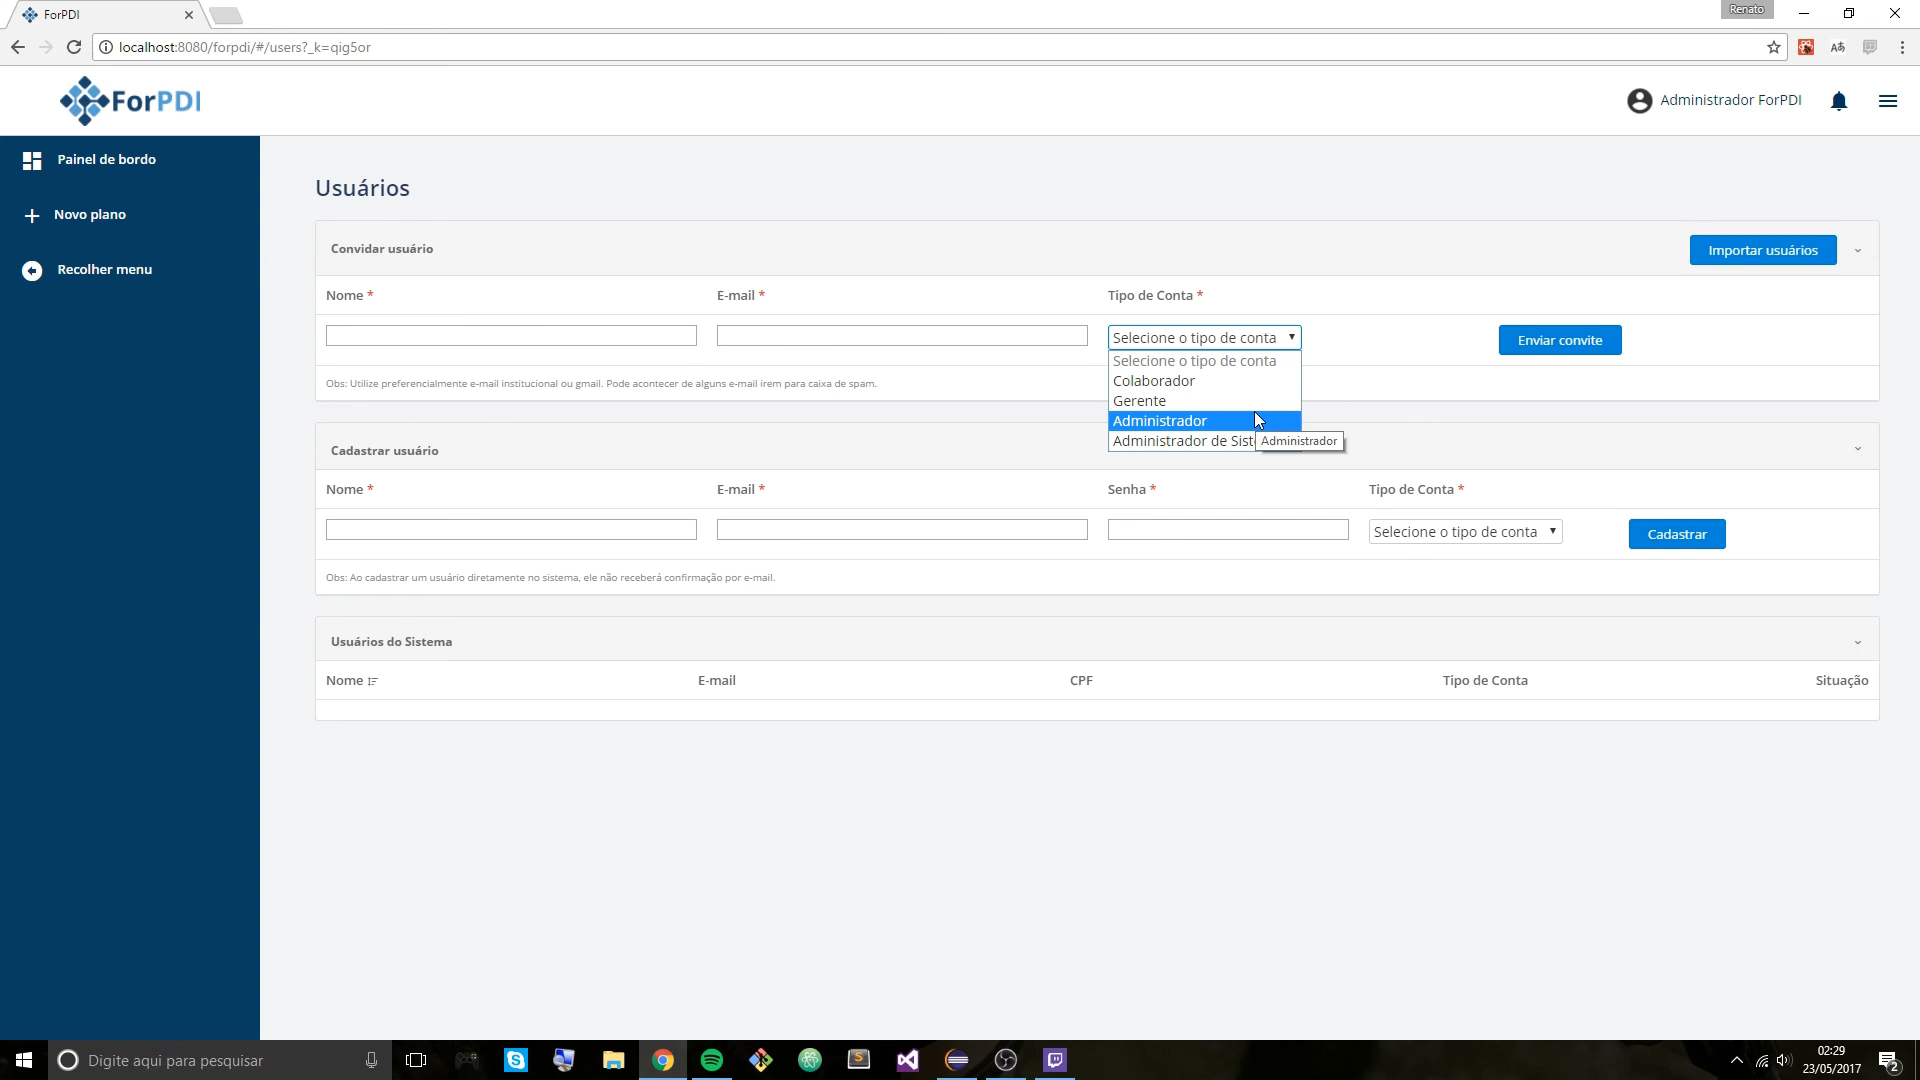 ForPDI
Renato
localhost:8080/forpdi/#/users?_k=qig5or
ForPDI
Administrador ForPDI
Painel de bordo
Novo plano
Recolher menu
Usuários
Convidar usuário
Importar usuários
Nome * E-mail * Tipo de Conta *
Selecione o tipo de conta
Enviar convite
Selecione o tipo de conta
Colaborador
Gerente
Administrador
Administrador de
Administrador
Obs: Utilize preferencialmente e-mail institucional ou gmail. Pode acontecer de alguns e-mail irem para caixa de spam.
Cadastrar usuário
Nome * E-mail * Senha * Tipo de Conta *
Selecione o tipo de conta
Cadastrar
Obs: Ao cadastrar um usuário diretamente no sistema, ele não receberá confirmação por e-mail.
Usuários do Sistema
Nome E-mail CPF Tipo de Conta Situação
Digite aqui para pesquisar
02:29
23/05/2017
2